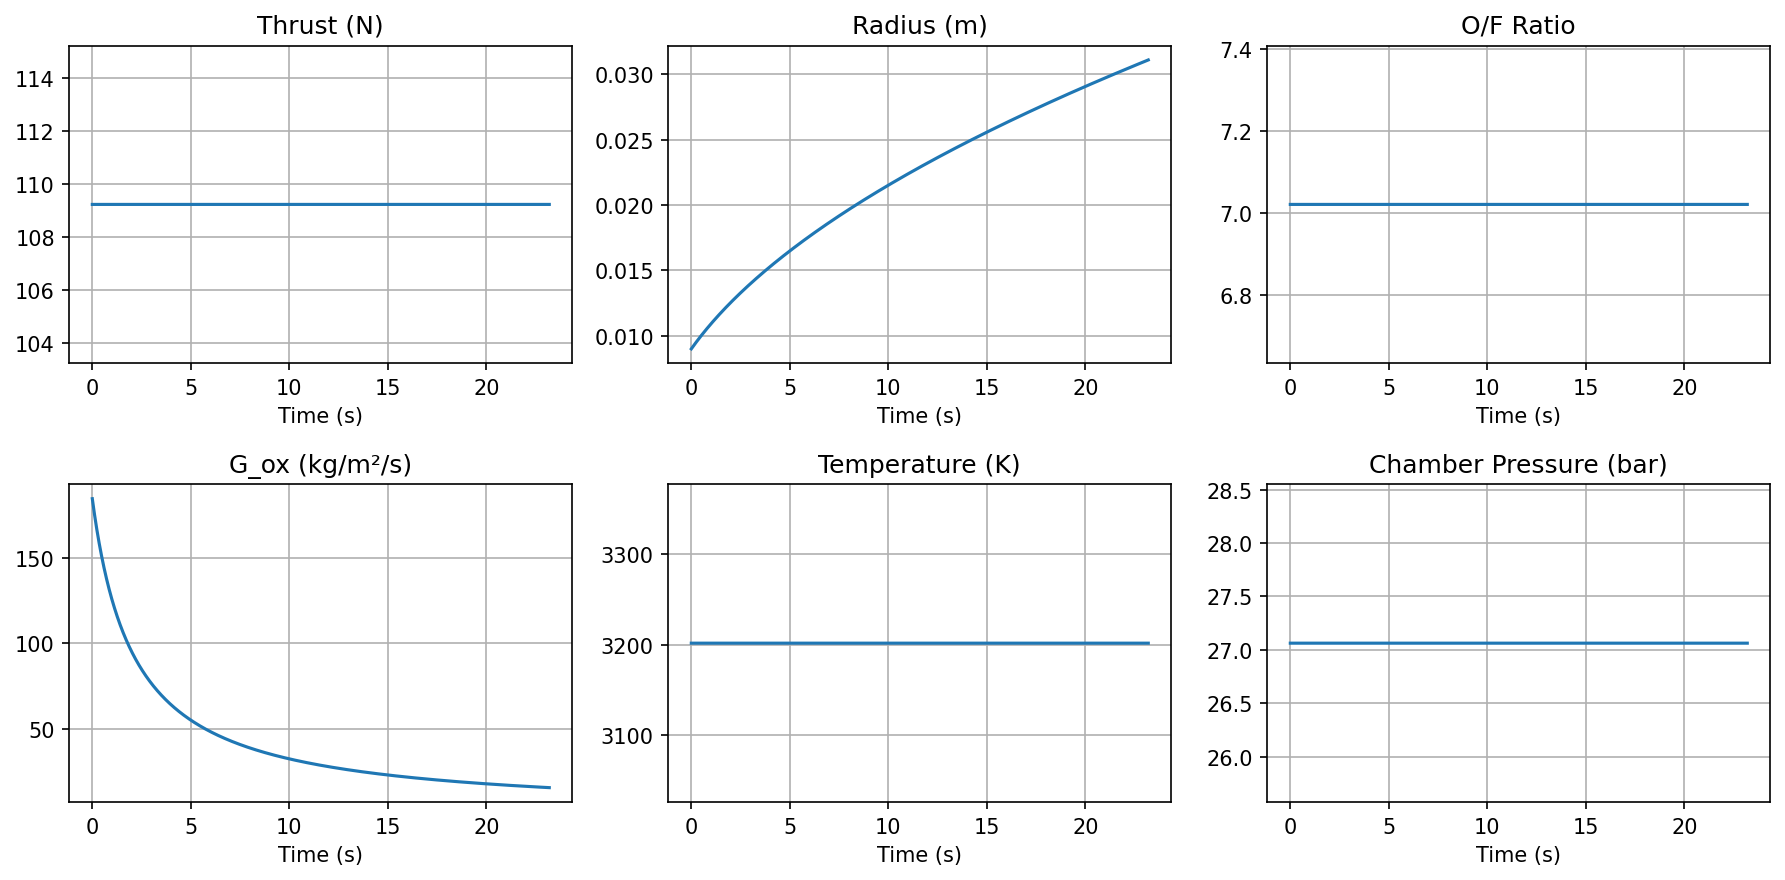 Thrust (N)
114
112
110
108
106
104
0 5 10 15 20
Time (s)
Radius (m)
0.030
0.025
0.020
0.015
0.010
0 5 10 15 20
Time (s)
O/F Ratio
7.4
7.2
7.0
6.8
0 5 10 15 20
Time (s)
G_ox (kg/m²/s)
150
100
50
0 5 10 15 20
Time (s)
Temperature (K)
3300
3200
3100
0 5 10 15 20
Time (s)
Chamber Pressure (bar)
28.5
28.0
27.5
27.0
26.5
26.0
0 5 10 15 20
Time (s)